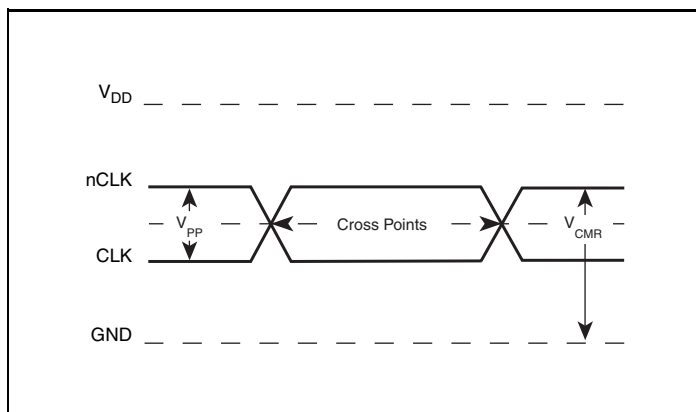 VDD
nCLK
VPP
Cross Points
VCMR
CLK
GND